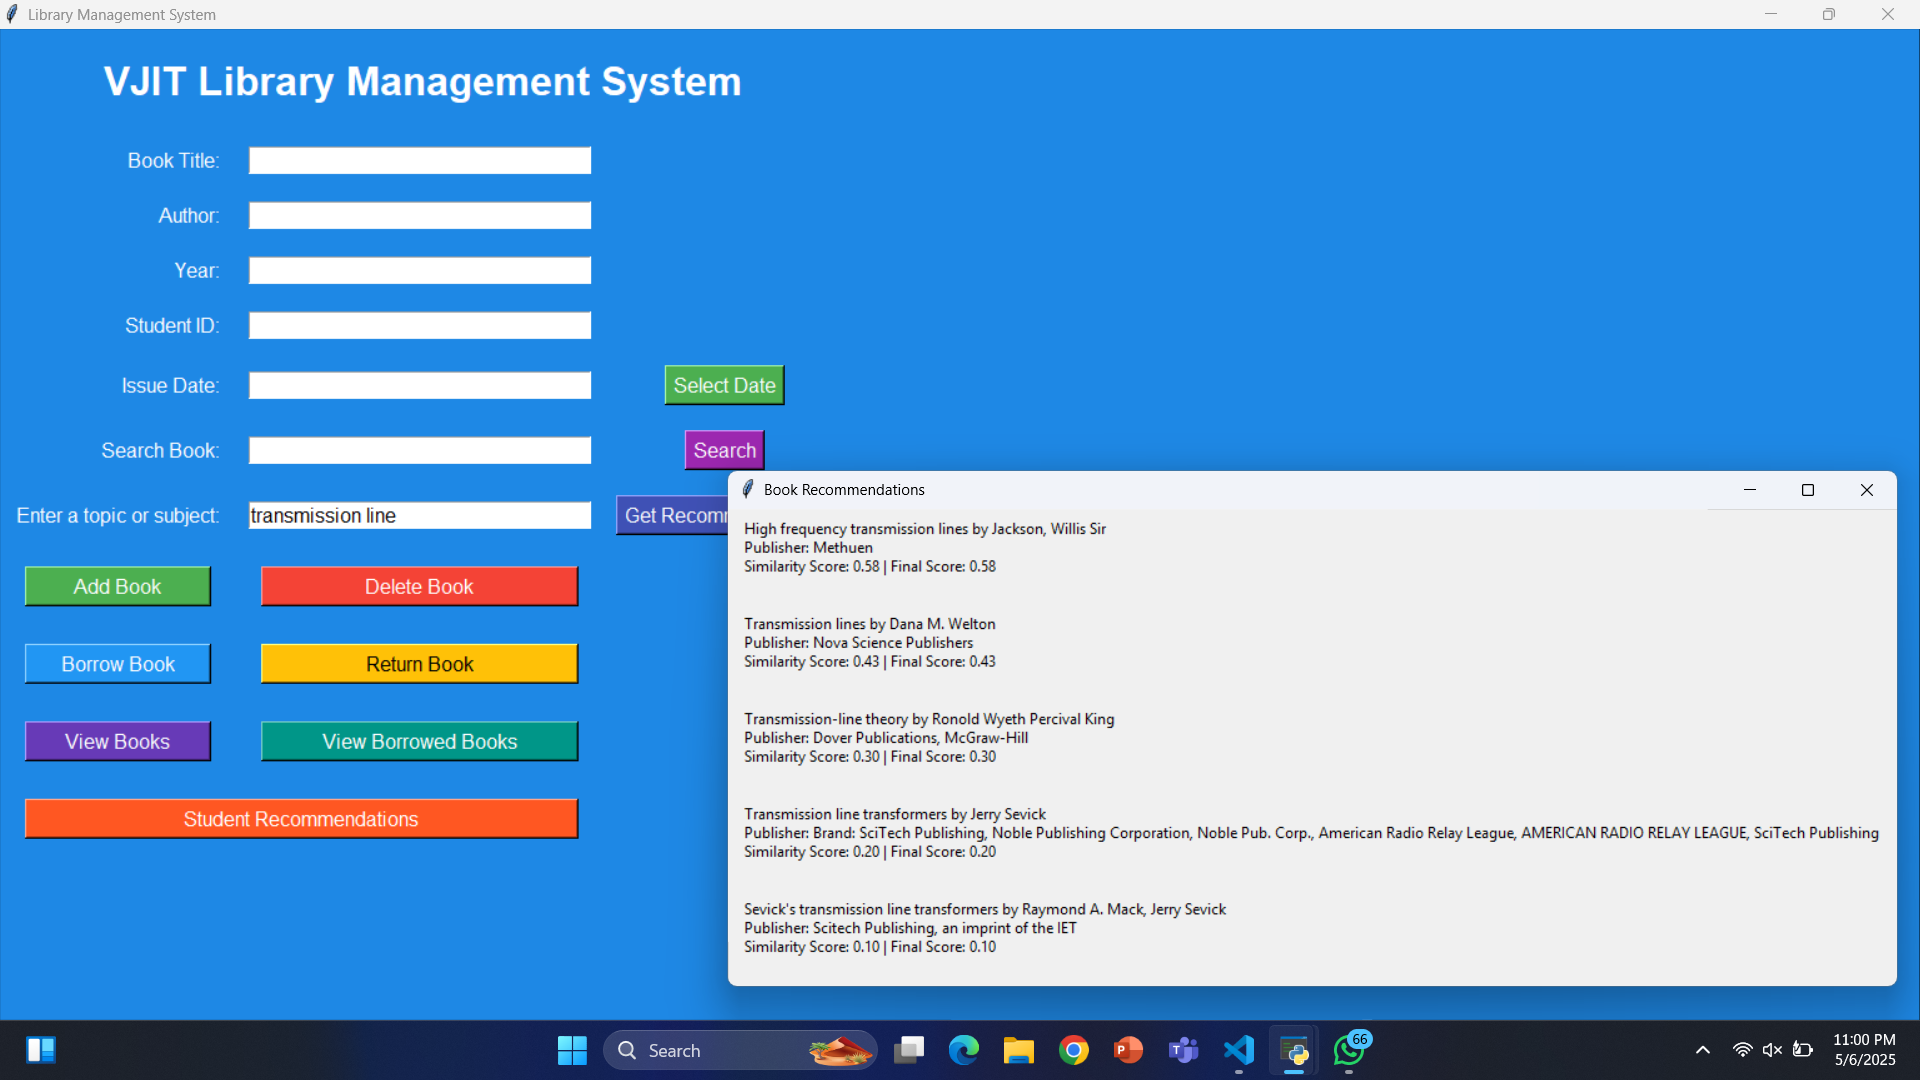 Library Management System
VJIT Library Management System
Book Title:
Author:
Year:
Student ID:
Issue Date:
Select Date
Search Book:
Search
Enter a topic or subject:
transmission line
Get Recomm
Add Book
Delete Book
Borrow Book
Return Book
View Books
View Borrowed Books
Student Recommendations
Book Recommendations
High frequency transmission lines by Jackson, Willis Sir
Publisher: Methuen
Similarity Score: 0.58 | Final Score: 0.58
Transmission lines by Dana M. Welton
Publisher: Nova Science Publishers
Similarity Score: 0.43 | Final Score: 0.43
Transmission-line theory by Ronold Wyeth Percival King
Publisher: Dover Publications, McGraw-Hill
Similarity Score: 0.30 | Final Score: 0.30
Transmission line transformers by Jerry Sevick
Publisher: Brand: SciTech Publishing, Noble Publishing Corporation, Noble Pub. Corp., American Radio Relay League, AMERICAN RADIO RELAY LEAGUE, SciTech Publishing
Similarity Score: 0.20 | Final Score: 0.20
Sevick's transmission line transformers by Raymond A. Mack, Jerry Sevick
Publisher: Scitech Publishing, an imprint of the IET
Similarity Score: 0.10 | Final Score: 0.10
Search
66
11:00 PM
5/6/2025